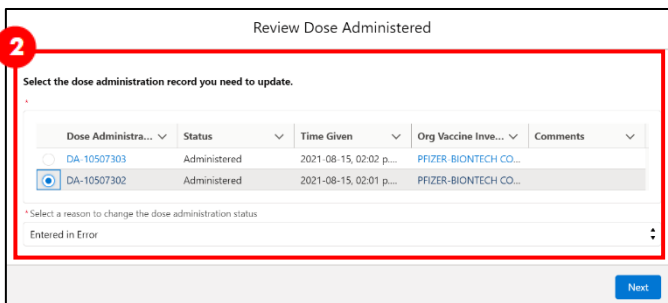 Review Dose Administered
2
Select the dose administration record you need to update.
*
Dose Administra... Status Time Given Org Vaccine Inve... Comments
DA-10507303 Administered 2021-08-15, 02:02 p.... PFIZER-BIONTECH CO...
DA-10507302 Administered 2021-08-15, 02:01 p.... PFIZER-BIONTECH CO...
* Select a reason to change the dose administration status
Entered in Error
Next